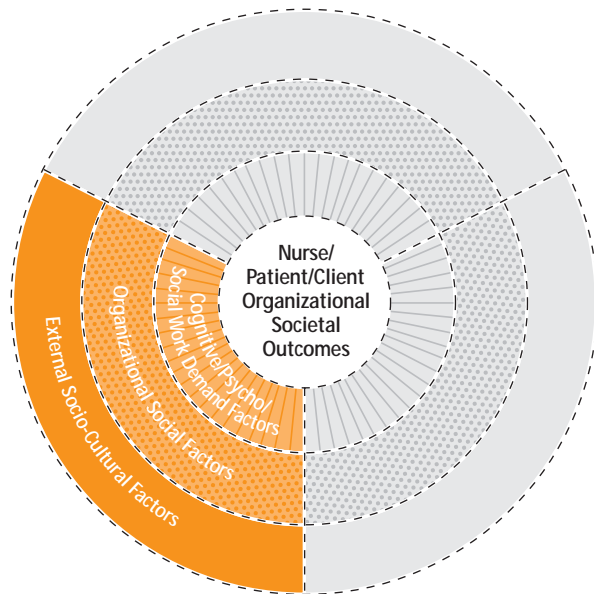 Nurse/
Patient/Client
Organizational
Societal
Outcomes
Cognitive/Psycho/
Social Work Demand Factors
Organizational Social Factors
External Socio-Cultural Factors